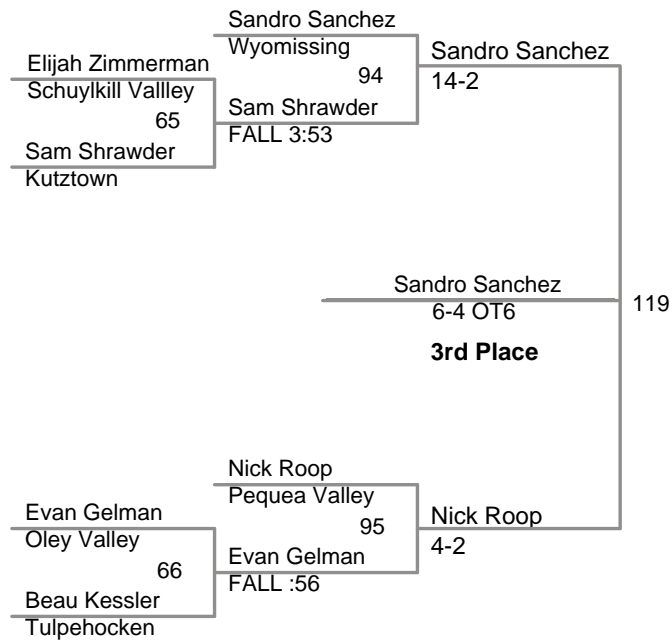 Sandro Sanchez
Wyomissing
94
Sandro Sanchez
14-2
Elijah Zimmerman
Schuylkill Vallley
65
Sam Shrawder
FALL 3:53
Sam Shrawder
Kutztown
Sandro Sanchez
6-4 OT6
119
3rd Place
Nick Roop
Pequea Valley
95
Nick Roop
4-2
Evan Gelman
Oley Valley
66
Evan Gelman
FALL :56
Beau Kessler
Tulpehocken